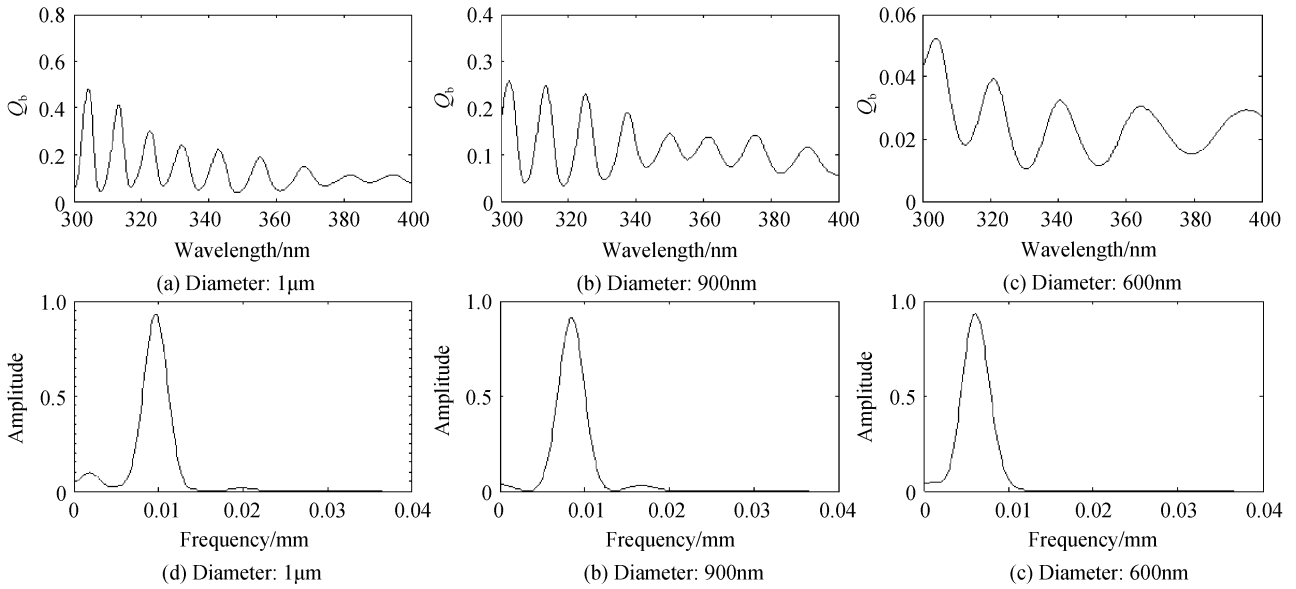 0.8
0.6
0.4
0.2
0
Q_b
300 320 340 360 380 400
Wavelength/nm
(a) Diameter: 1μm
0.4
0.3
0.2
0.1
0
Q_b
300 320 340 360 380 400
Wavelength/nm
(b) Diameter: 900nm
0.06
0.04
0.02
0
Q_b
300 320 340 360 380 400
Wavelength/nm
(c) Diameter: 600nm
1.0
0.5
0
Amplitude
0 0.01 0.02 0.03 0.04
Frequency/mm
(d) Diameter: 1μm
1.0
0.5
0
Amplitude
0 0.01 0.02 0.03 0.04
Frequency/mm
(b) Diameter: 900nm
1.0
0.5
0
Amplitude
0 0.01 0.02 0.03 0.04
Frequency/mm
(c) Diameter: 600nm